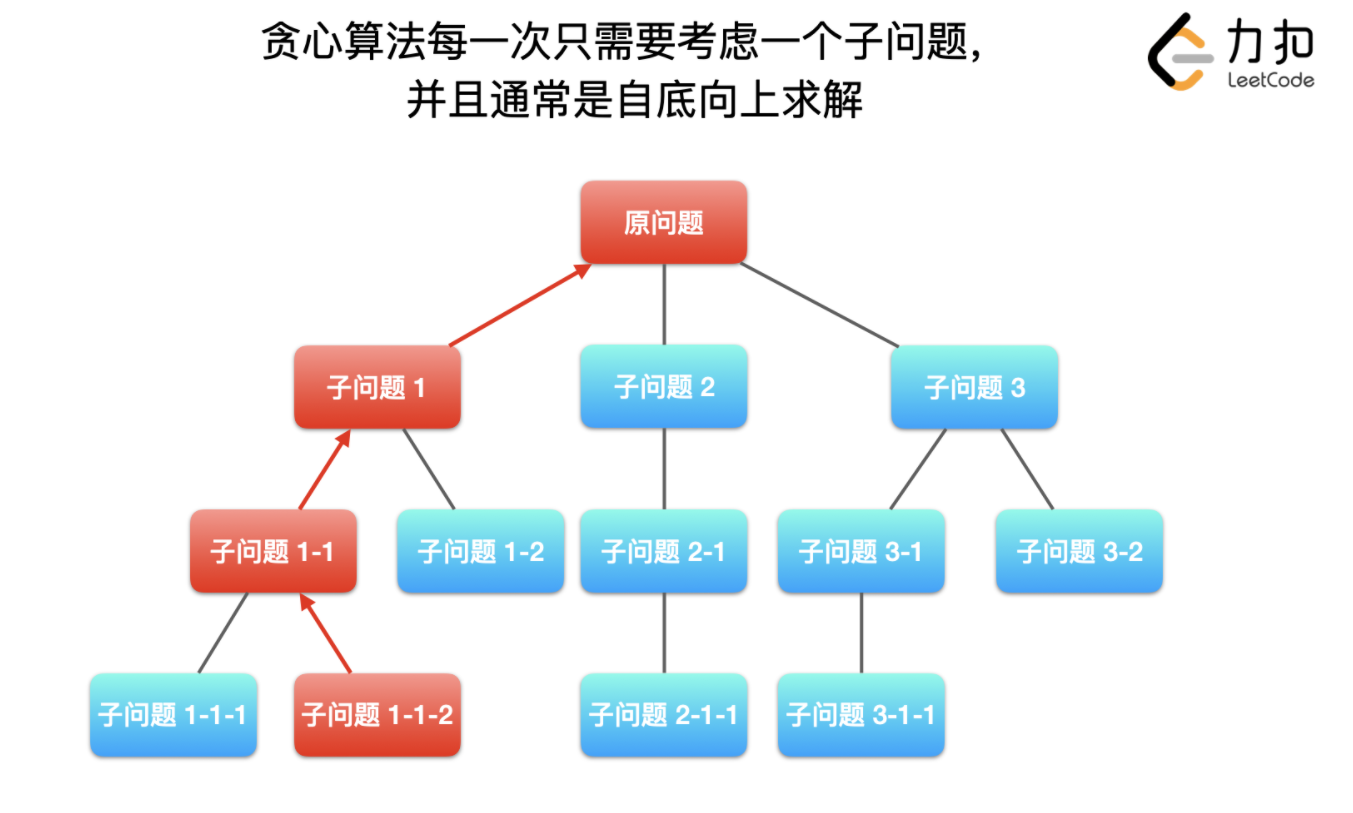 贪心算法每一次只需要考虑一个子问题，
并且通常是自底向上求解
力扣
LeetCode
原问题
子问题 1
子问题 2
子问题 3
子问题 1-1
子问题 1-2
子问题 2-1
子问题 3-1
子问题 3-2
子问题 1-1-1
子问题 1-1-2
子问题 2-1-1
子问题 3-1-1